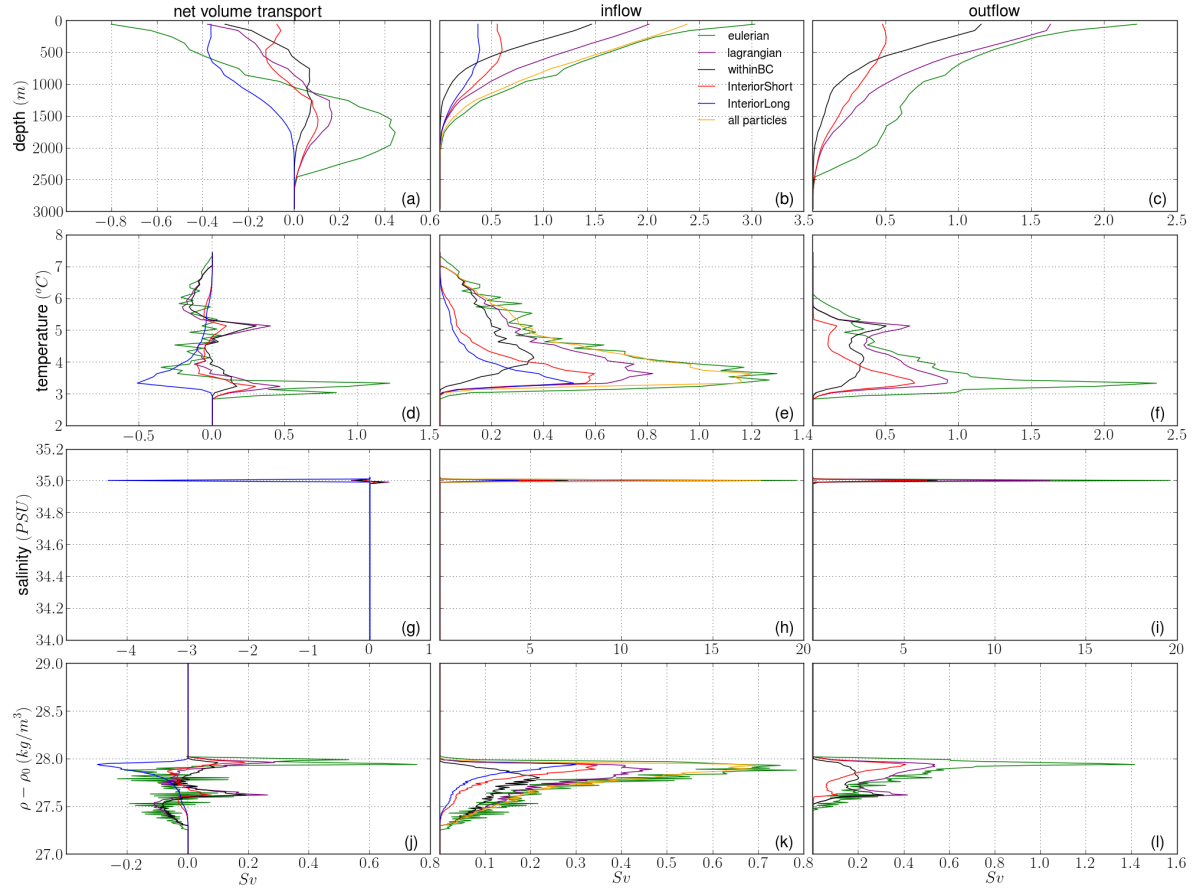 net volume transport
inflow
outflow
depth (m)
0
500
1000
1500
2000
2500
3000
−0.8 −0.6 −0.4 −0.2 0.0 0.2 0.4 0.6
(a)
eulerian
lagrangian
withinBC
InteriorShort
InteriorLong
all particles
0.5 1.0 1.5 2.0 2.5 3.0 3.5
(b)
0.5 1.0 1.5 2.0 2.5
(c)
temperature (°C)
8
7
6
5
4
3
2
−0.5 0.0 0.5 1.0 1.5
(d)
0.2 0.4 0.6 0.8 1.0 1.2 1.4
(e)
0.5 1.0 1.5 2.0 2.5
(f)
salinity (PSU)
35.2
35.0
34.8
34.6
34.4
34.2
34.0
−4 −3 −2 −1 0 1
(g)
5 10 15 20
(h)
5 10 15 20
(i)
ρ − ρ0 (kg/m³)
29.0
28.5
28.0
27.5
27.0
−0.2 0.0 0.2 0.4 0.6 0.8
(j)
Sv
0.1 0.2 0.3 0.4 0.5 0.6 0.7 0.8
(k)
Sv
0.2 0.4 0.6 0.8 1.0 1.2 1.4 1.6
(l)
Sv